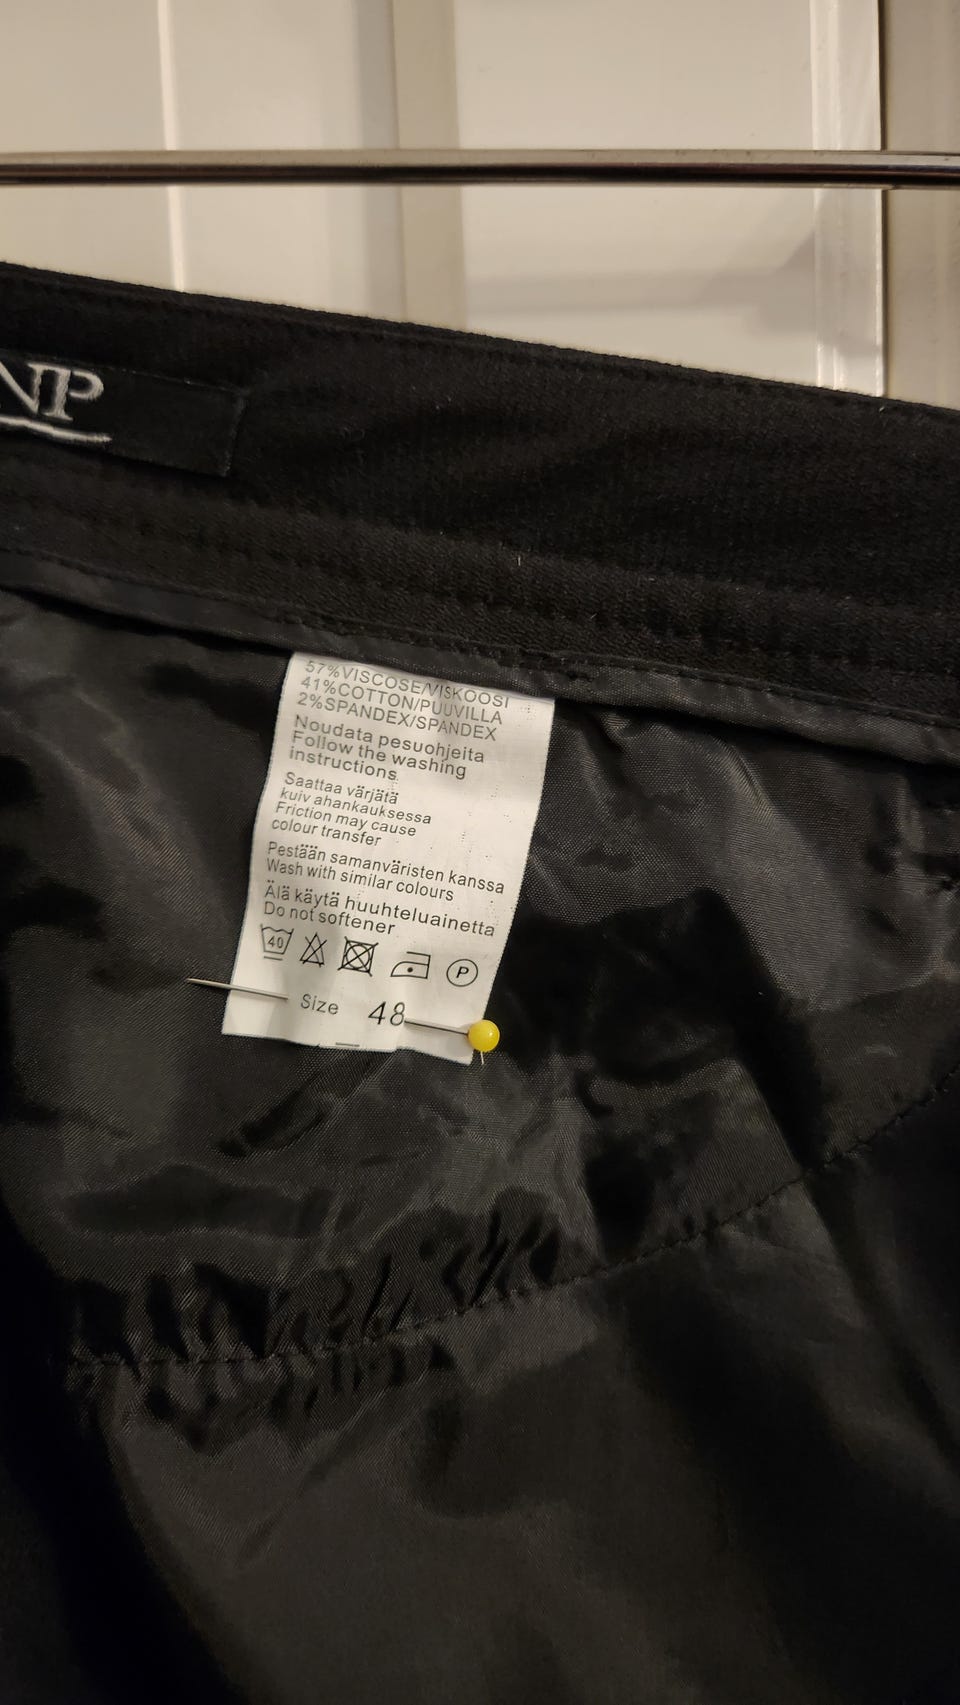 NP
57%VISCOSE/VISKOOSI
41%COTTON/PUUVILLA
2%SPANDEX/SPANDEX
Noudata pesuohjeita
Follow the washing
instructions
Saattaa värjätä
kuiv ahankauksessa
Friction may cause
colour transfer
Pestään samanväristen kanssa
Wash with similar colours
Älä käytä huuhteluainetta
Do not softener
40
P
Size 48